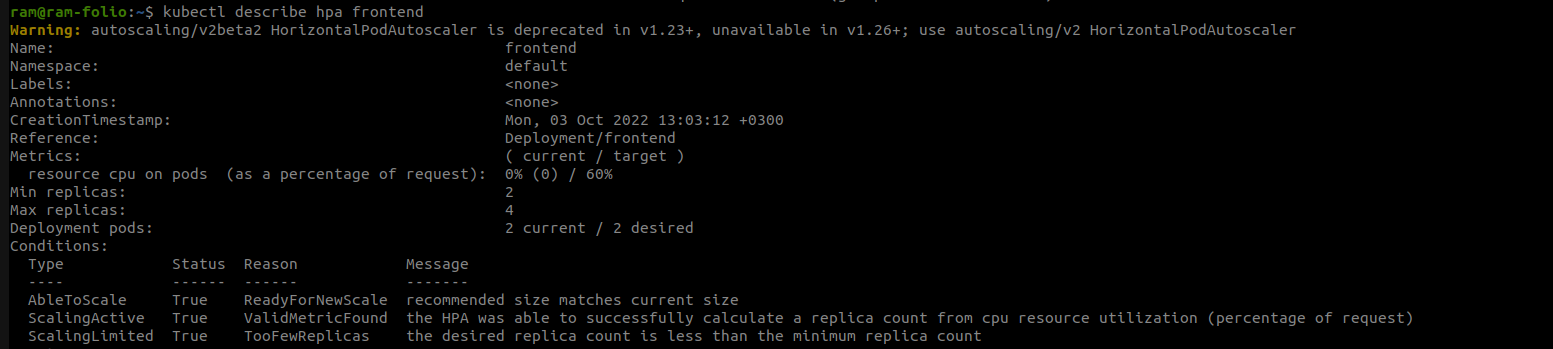 ram@ram-folio:~$ kubectl describe hpa frontend
Warning: autoscaling/v2beta2 HorizontalPodAutoscaler is deprecated in v1.23+, unavailable in v1.26+; use autoscaling/v2 HorizontalPodAutoscaler
Name:                                                  frontend
Namespace:                                             default
Labels:                                                <none>
Annotations:                                           <none>
CreationTimestamp:                                     Mon, 03 Oct 2022 13:03:12 +0300
Reference:                                             Deployment/frontend
Metrics:                                               ( current / target )
  resource cpu on pods  (as a percentage of request):  0% (0) / 60%
Min replicas:                                          2
Max replicas:                                          4
Deployment pods:                                       2 current / 2 desired
Conditions:
  Type            Status  Reason            Message
  ----            ------  ------            -------
  AbleToScale     True    ReadyForNewScale  recommended size matches current size
  ScalingActive   True    ValidMetricFound  the HPA was able to successfully calculate a replica count from cpu resource utilization (percentage of request)
  ScalingLimited  True    TooFewReplicas    the desired replica count is less than the minimum replica count